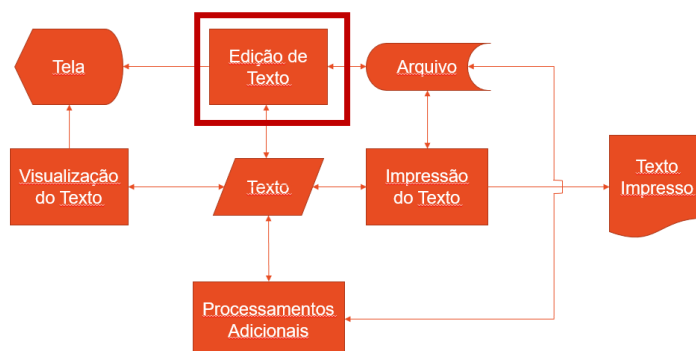 Tela
Edição de
Texto
Arquivo
Visualização
do Texto
Texto
Impressão
do Texto
Texto
Impresso
Processamentos
Adicionais